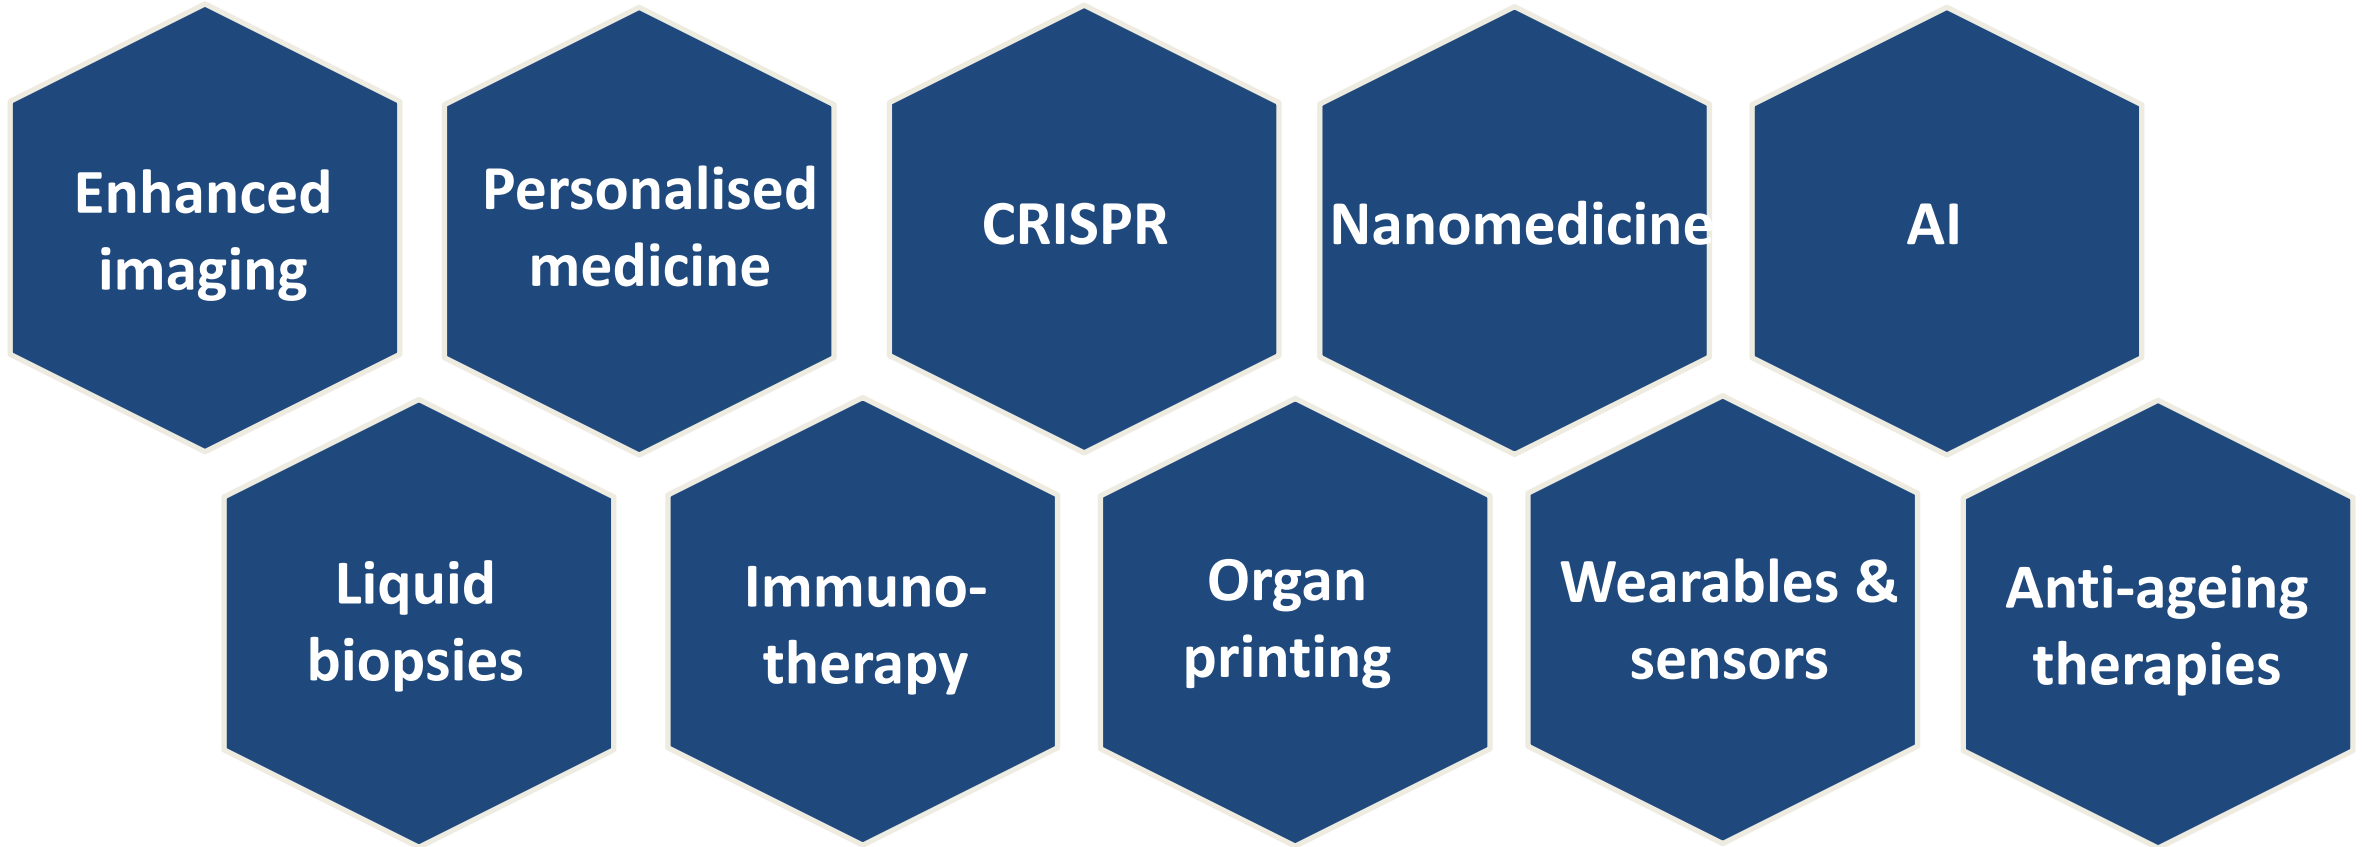 Enhanced
imaging
Personalised
medicine
CRISPR
Nanomedicine
AI
Liquid
biopsies
Immuno-
therapy
Organ
printing
Wearables &
sensors
Anti-ageing
therapies